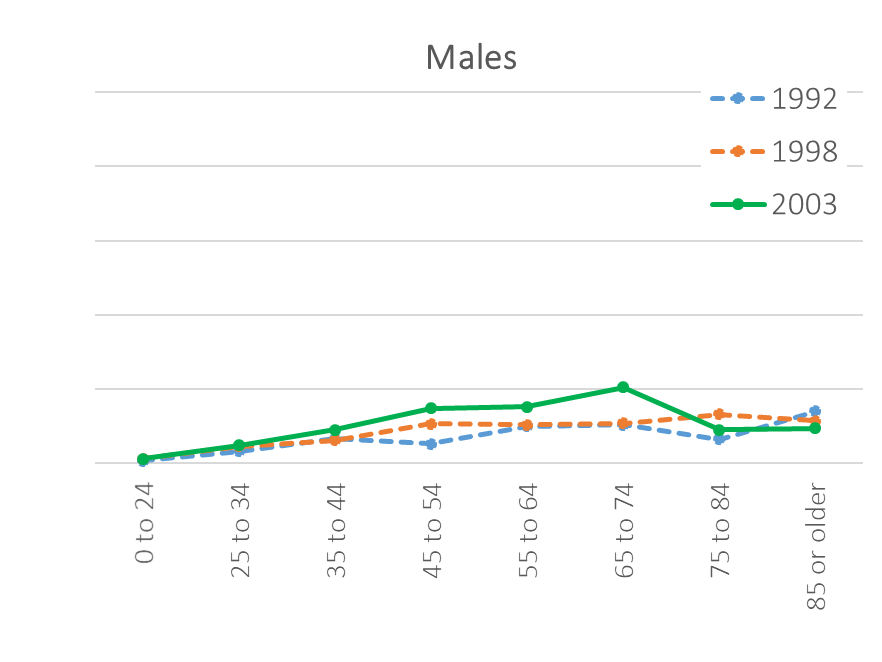 Males
1992
1998
2003
0 to 24
25 to 34
35 to 44
45 to 54
55 to 64
65 to 74
75 to 84
85 or older